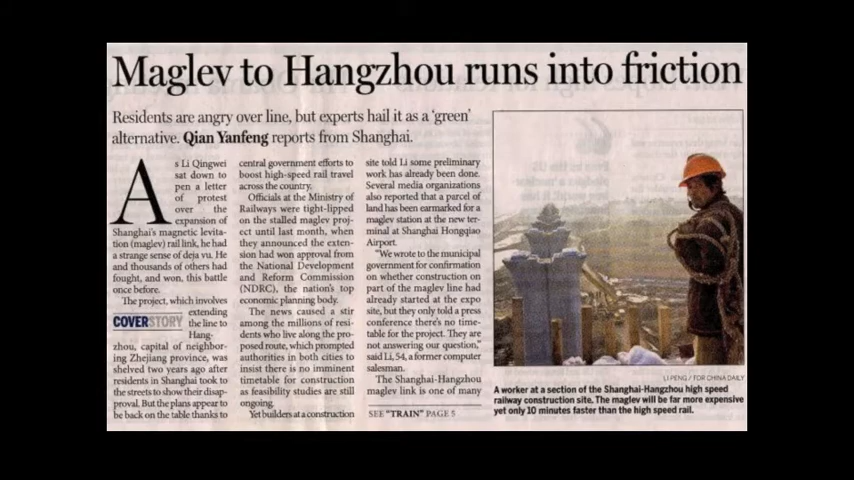 Maglev to Hangzhou runs into friction
Residents are angry over line, but experts hail it as a 'green'
alternative. Qian Yanfeng reports from Shanghai.
As Li Qingwei
sat down to
pen a letter
of protest
over the
expansion of
Shanghai's magnetic levita-
tion (maglev) rail link, he had
a strange sense of deja vu. He
and thousands of others had
fought, and won, this battle
once before.
The project, which involves
COVERSTORY
extending
the line to
Hang-
zhou, capital of neighbor-
ing Zhejiang province, was
shelved two years ago after
residents in Shanghai took to
the streets to show their disap-
proval. But the plans appear to
be back on the table thanks to
central government efforts to
boost high-speed rail travel
across the country.
Officials at the Ministry of
Railways were tight-lipped
on the stalled maglev proj-
ect until last month, when
they announced the exten-
sion had won approval from
the National Development
and Reform Commission
(NDRC), the nation's top
economic planning body.
The news caused a stir
among the millions of resi-
dents who live along the pro-
posed route, which prompted
authorities in both cities to
insist there is no imminent
timetable for construction
as feasibility studies are still
ongoing.
Yet builders at a construction
site told Li some preliminary
work has already been done.
Several media organizations
also reported that a parcel of
land has been earmarked for a
maglev station at the new ter-
minal at Shanghai Hongqiao
Airport.
"We wrote to the municipal
government for confirmation
on whether construction on
part of the maglev line had
already started at the expo
site, but they only told a press
conference there's no time-
table for the project. They are
not answering our question,"
said Li, 54, a former computer
salesman.
The Shanghai-Hangzhou
maglev link is one of many
SEE "TRAIN" PAGE 5
LI PENG / FOR CHINA DAILY
A worker at a section of the Shanghai-Hangzhou high speed
railway construction site. The maglev will be far more expensive
yet only 10 minutes faster than the high speed rail.